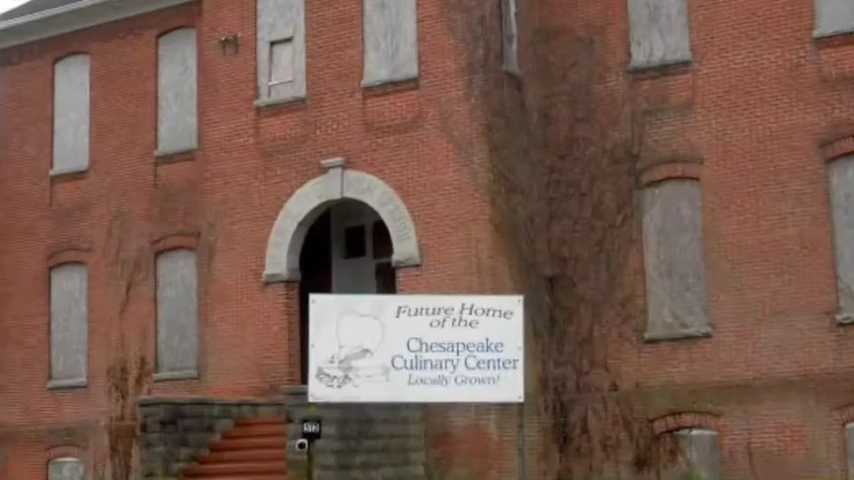 Future Home
of the
Chesapeake
Culinary Center
Locally Grown!
512